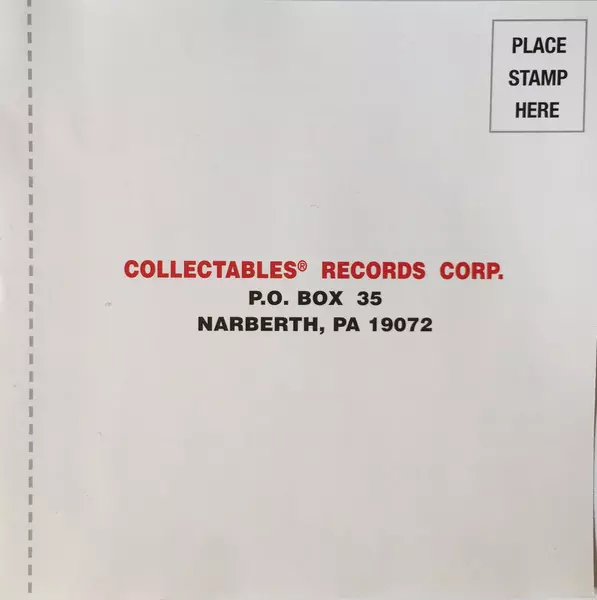 PLACE
STAMP
HERE
COLLECTABLES® RECORDS CORP.
P.O. BOX 35
NARBERTH, PA 19072